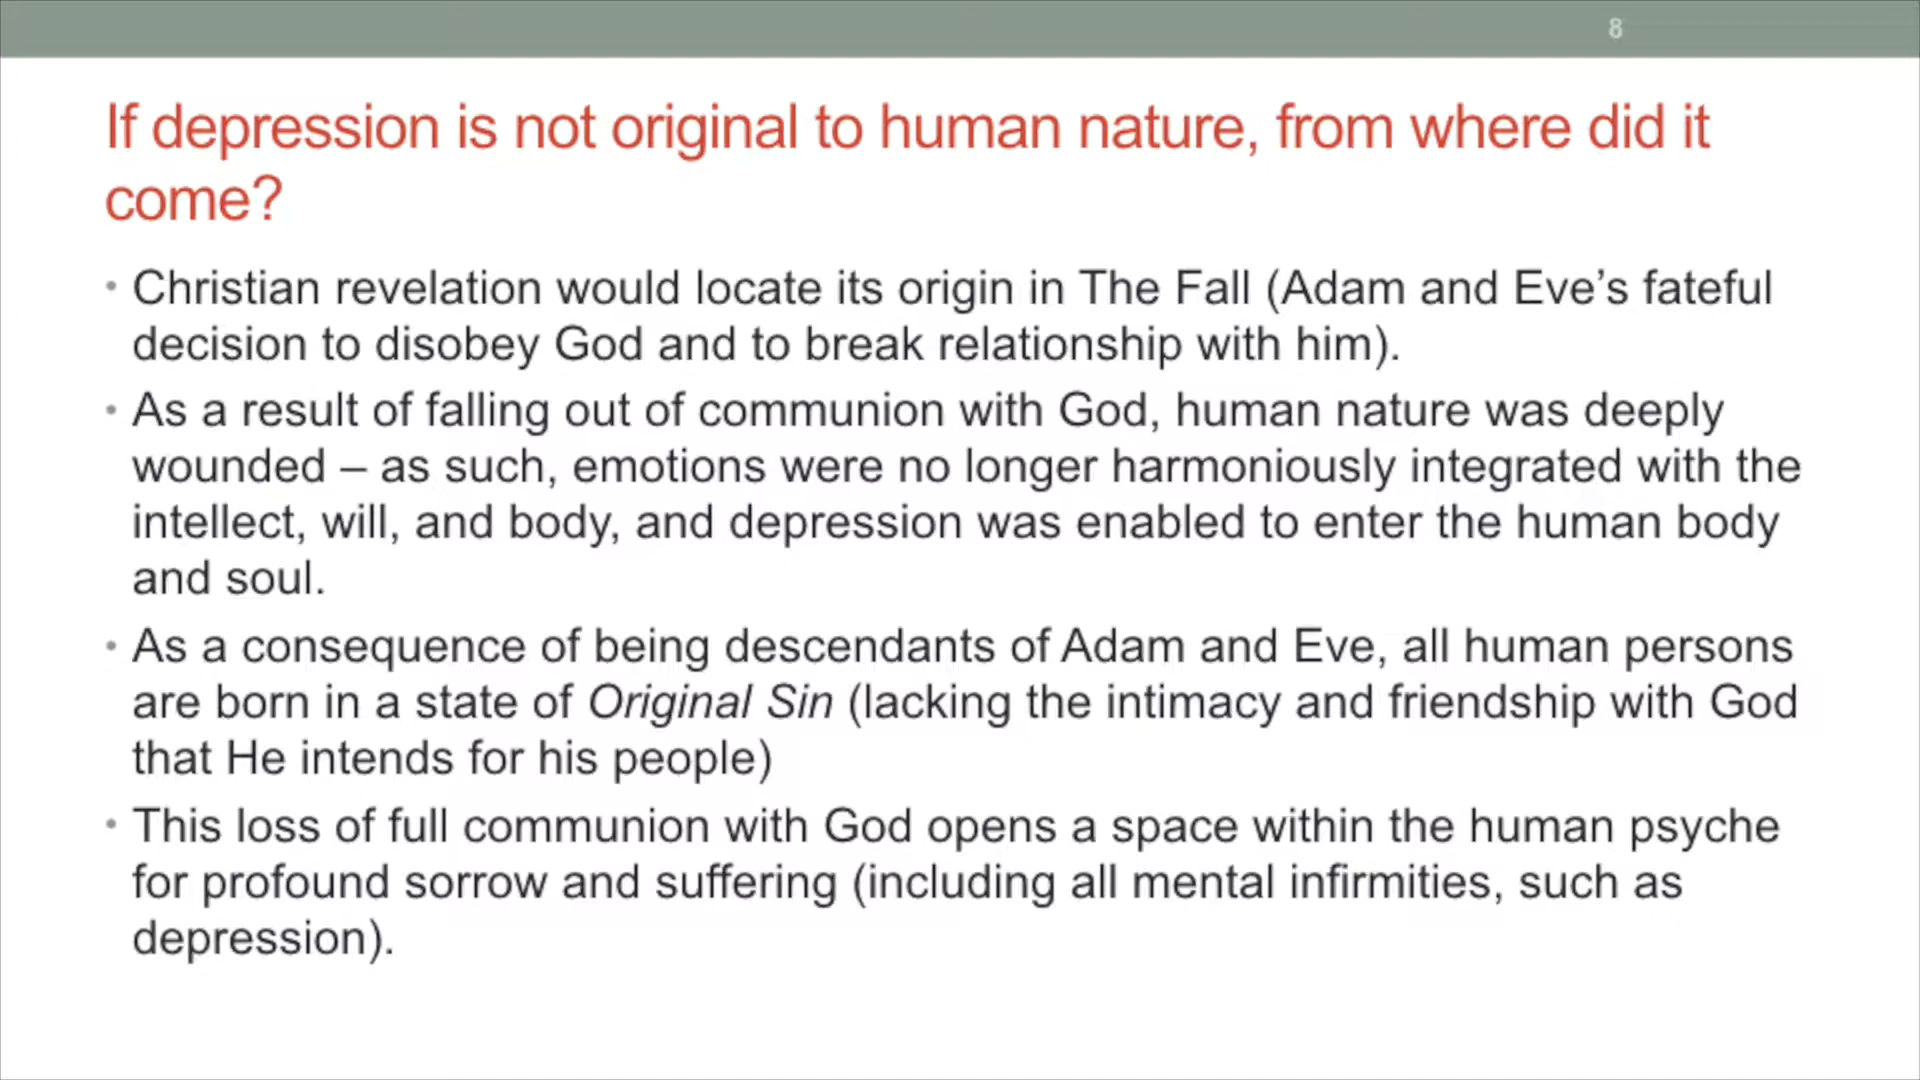 8
If depression is not original to human nature, from where did it
come?
• Christian revelation would locate its origin in The Fall (Adam and Eve’s fateful
decision to disobey God and to break relationship with him).
• As a result of falling out of communion with God, human nature was deeply
wounded – as such, emotions were no longer harmoniously integrated with the
intellect, will, and body, and depression was enabled to enter the human body
and soul.
• As a consequence of being descendants of Adam and Eve, all human persons
are born in a state of Original Sin (lacking the intimacy and friendship with God
that He intends for his people)
• This loss of full communion with God opens a space within the human psyche
for profound sorrow and suffering (including all mental infirmities, such as
depression).